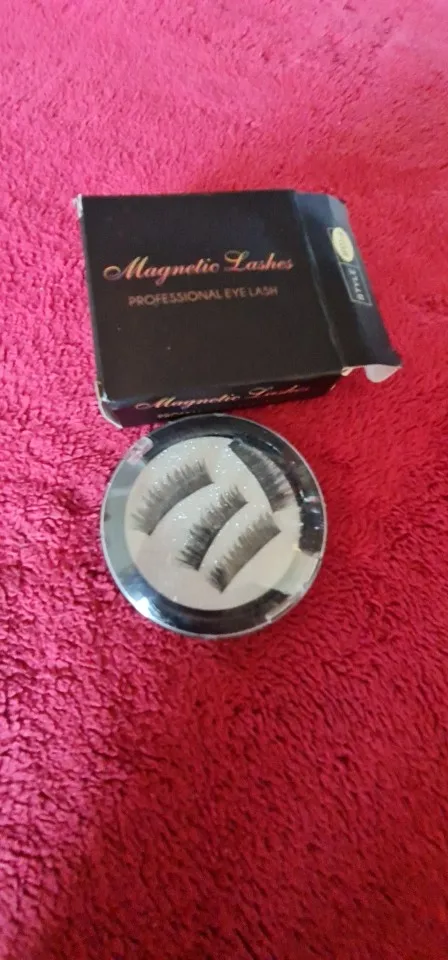 Magnetic Lashes
PROFESSIONAL EYE LASH
STYLE
Magnetic Lashes